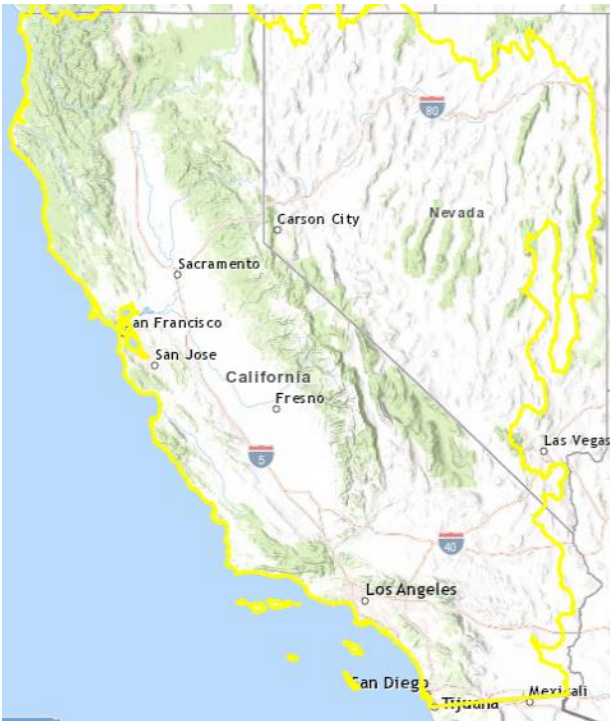 80
Nevada
Carson City
Sacramento
an Francisco
San Jose
California
Fresno
5
Las Vegas
40
Los Angeles
San Diego
Tijuana
Mexicali